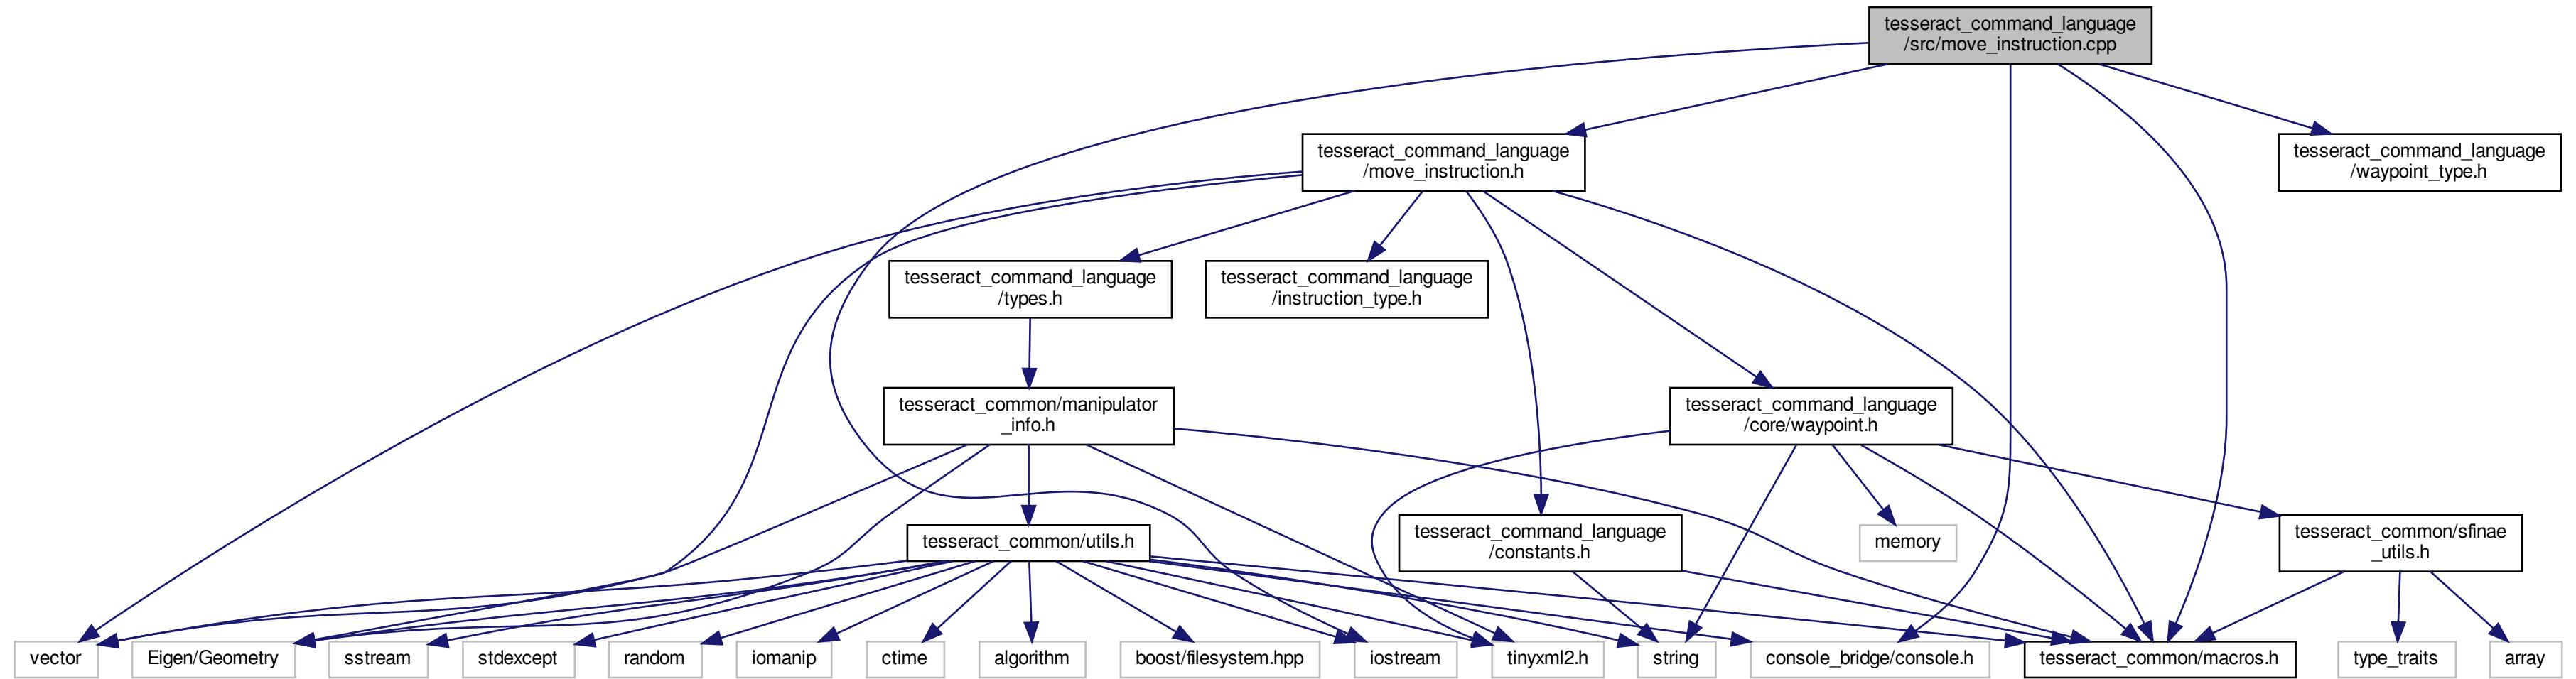 tesseract_command_language
/src/move_instruction.cpp
tesseract_command_language
/move_instruction.h
tesseract_command_language
/waypoint_type.h
tesseract_command_language
/types.h
tesseract_command_language
/instruction_type.h
tesseract_common/manipulator
_info.h
tesseract_command_language
/core/waypoint.h
tesseract_common/utils.h
tesseract_command_language
/constants.h
memory
tesseract_common/sfinae
_utils.h
vector
Eigen/Geometry
sstream
stdexcept
random
iomanip
ctime
algorithm
boost/filesystem.hpp
iostream
tinyxml2.h
string
console_bridge/console.h
tesseract_common/macros.h
type_traits
array